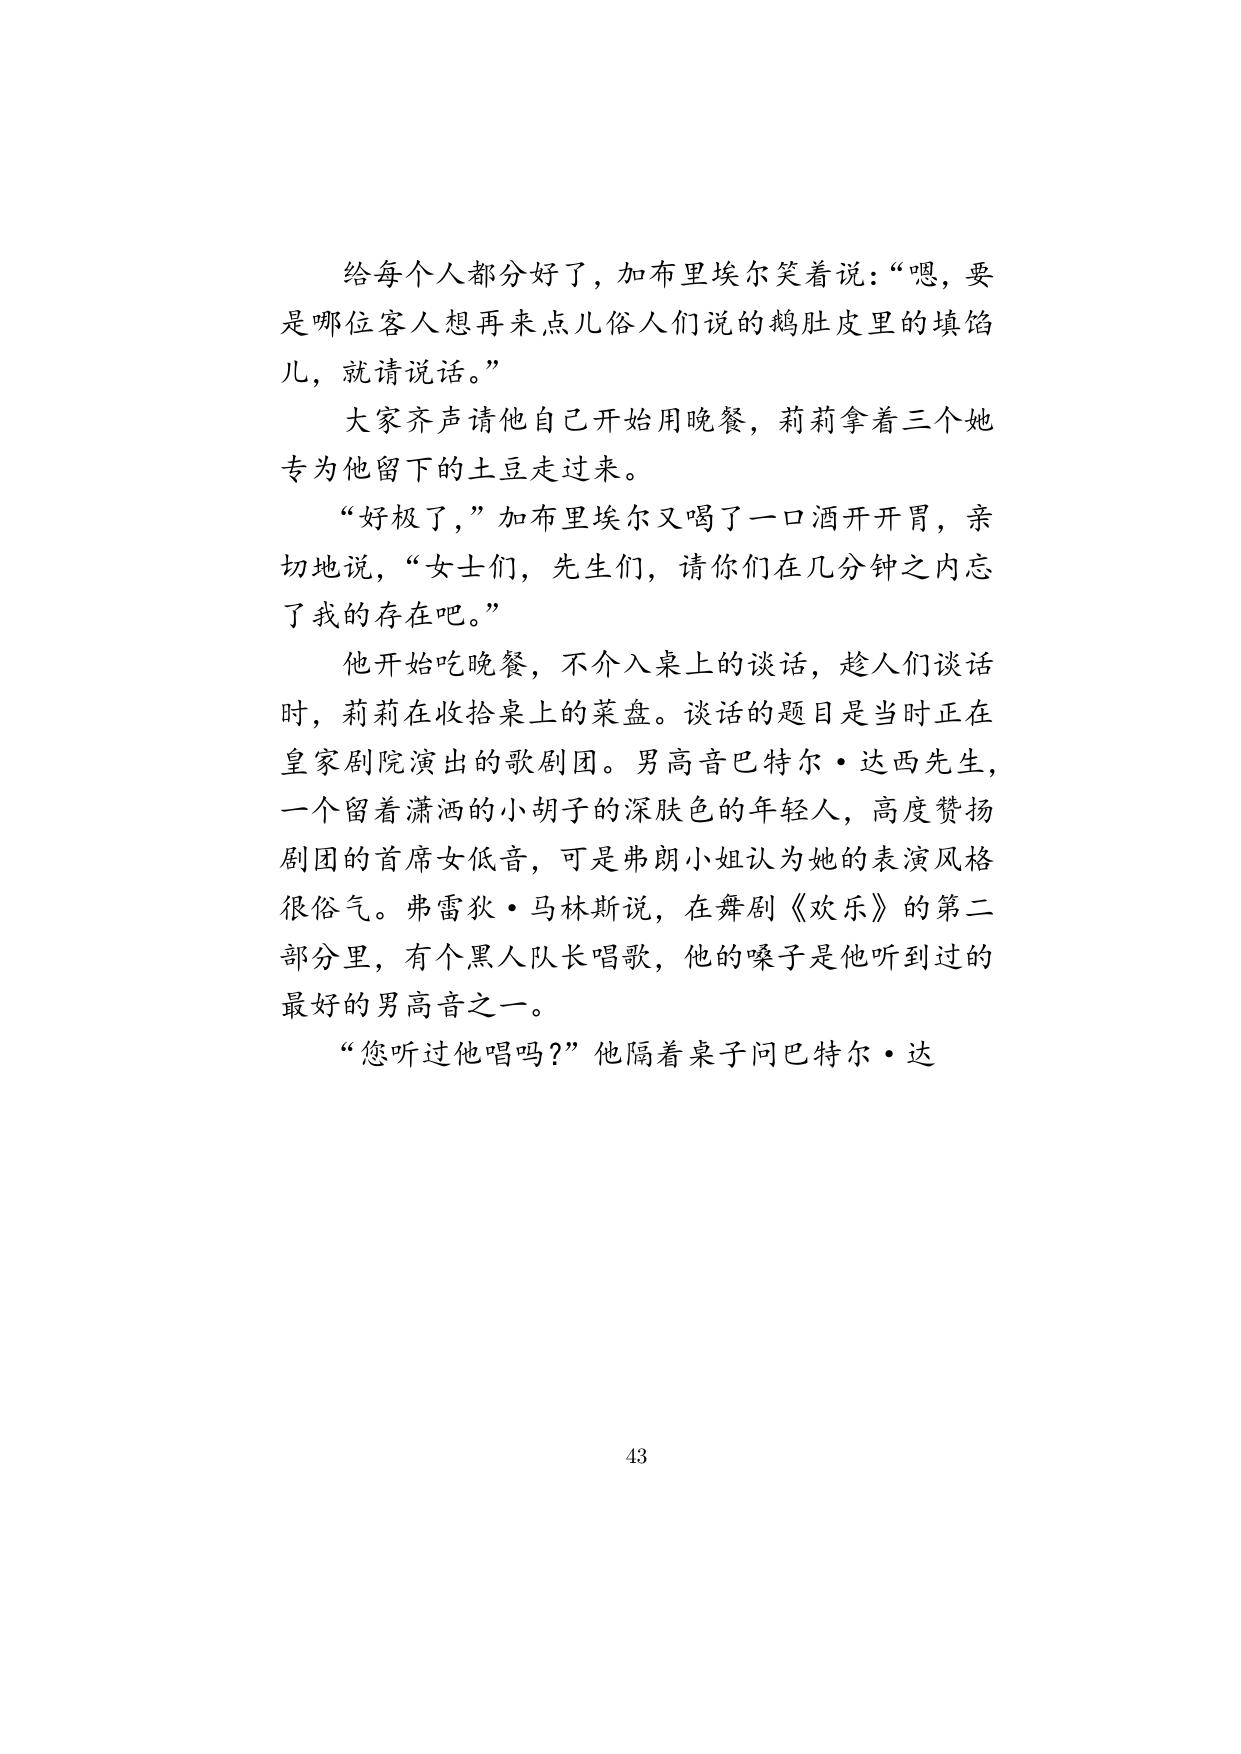 给每个人都分好了，加布里埃尔笑着说：“嗯，要
是哪位客人想再来点儿俗人们说的鹅肚皮里的填馅
儿，就请说话。”
大家齐声请他自己开始用晚餐，莉莉拿着三个她
专为他留下的土豆走过来。
“好极了，”加布里埃尔又喝了一口酒开开胃，亲
切地说，“女士们，先生们，请你们在几分钟之内忘
了我的存在吧。”
他开始吃晚餐，不介入桌上的谈话，趁人们谈话
时，莉莉在收拾桌上的菜盘。谈话的题目是当时正在
皇家剧院演出的歌剧团。男高音巴特尔·达西先生，
一个留着潇洒的小胡子的深肤色的年轻人，高度赞扬
剧团的首席女低音，可是弗朗小姐认为她的表演风格
很俗气。弗雷狄·马林斯说，在舞剧《欢乐》的第二
部分里，有个黑人队长唱歌，他的嗓子是他听到过的
最好的男高音之一。
“您听过他唱吗？”他隔着桌子问巴特尔·达
43